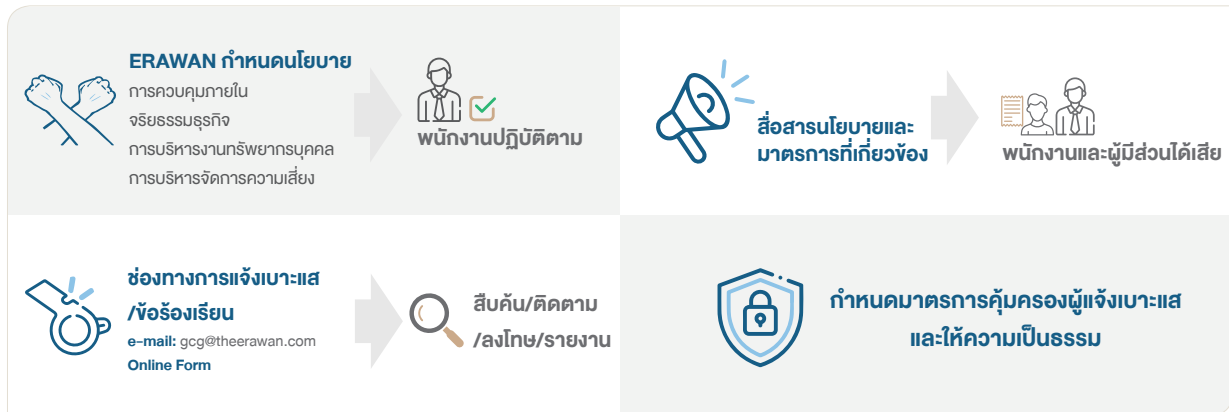 ERAWAN กำหนดนโยบาย
การควบคุมภายใน
จริยธรรมธุรกิจ
การบริหารงานทรัพยากรบุคคล
การบริหารจัดการความเสี่ยง
พนักงานปฏิบัติตาม
สื่อสารนโยบายและ
มาตรการที่เกี่ยวข้อง
พนักงานและผู้มีส่วนได้เสีย
ช่องทางการแจ้งเบาะแส
/ข้อร้องเรียน
e-mail: gcg@theerawan.com
Online Form
สืบค้น/ติดตาม
/ลงโทษ/รายงาน
กำหนดมาตรการคุ้มครองผู้แจ้งเบาะแส
และให้ความเป็นธรรม